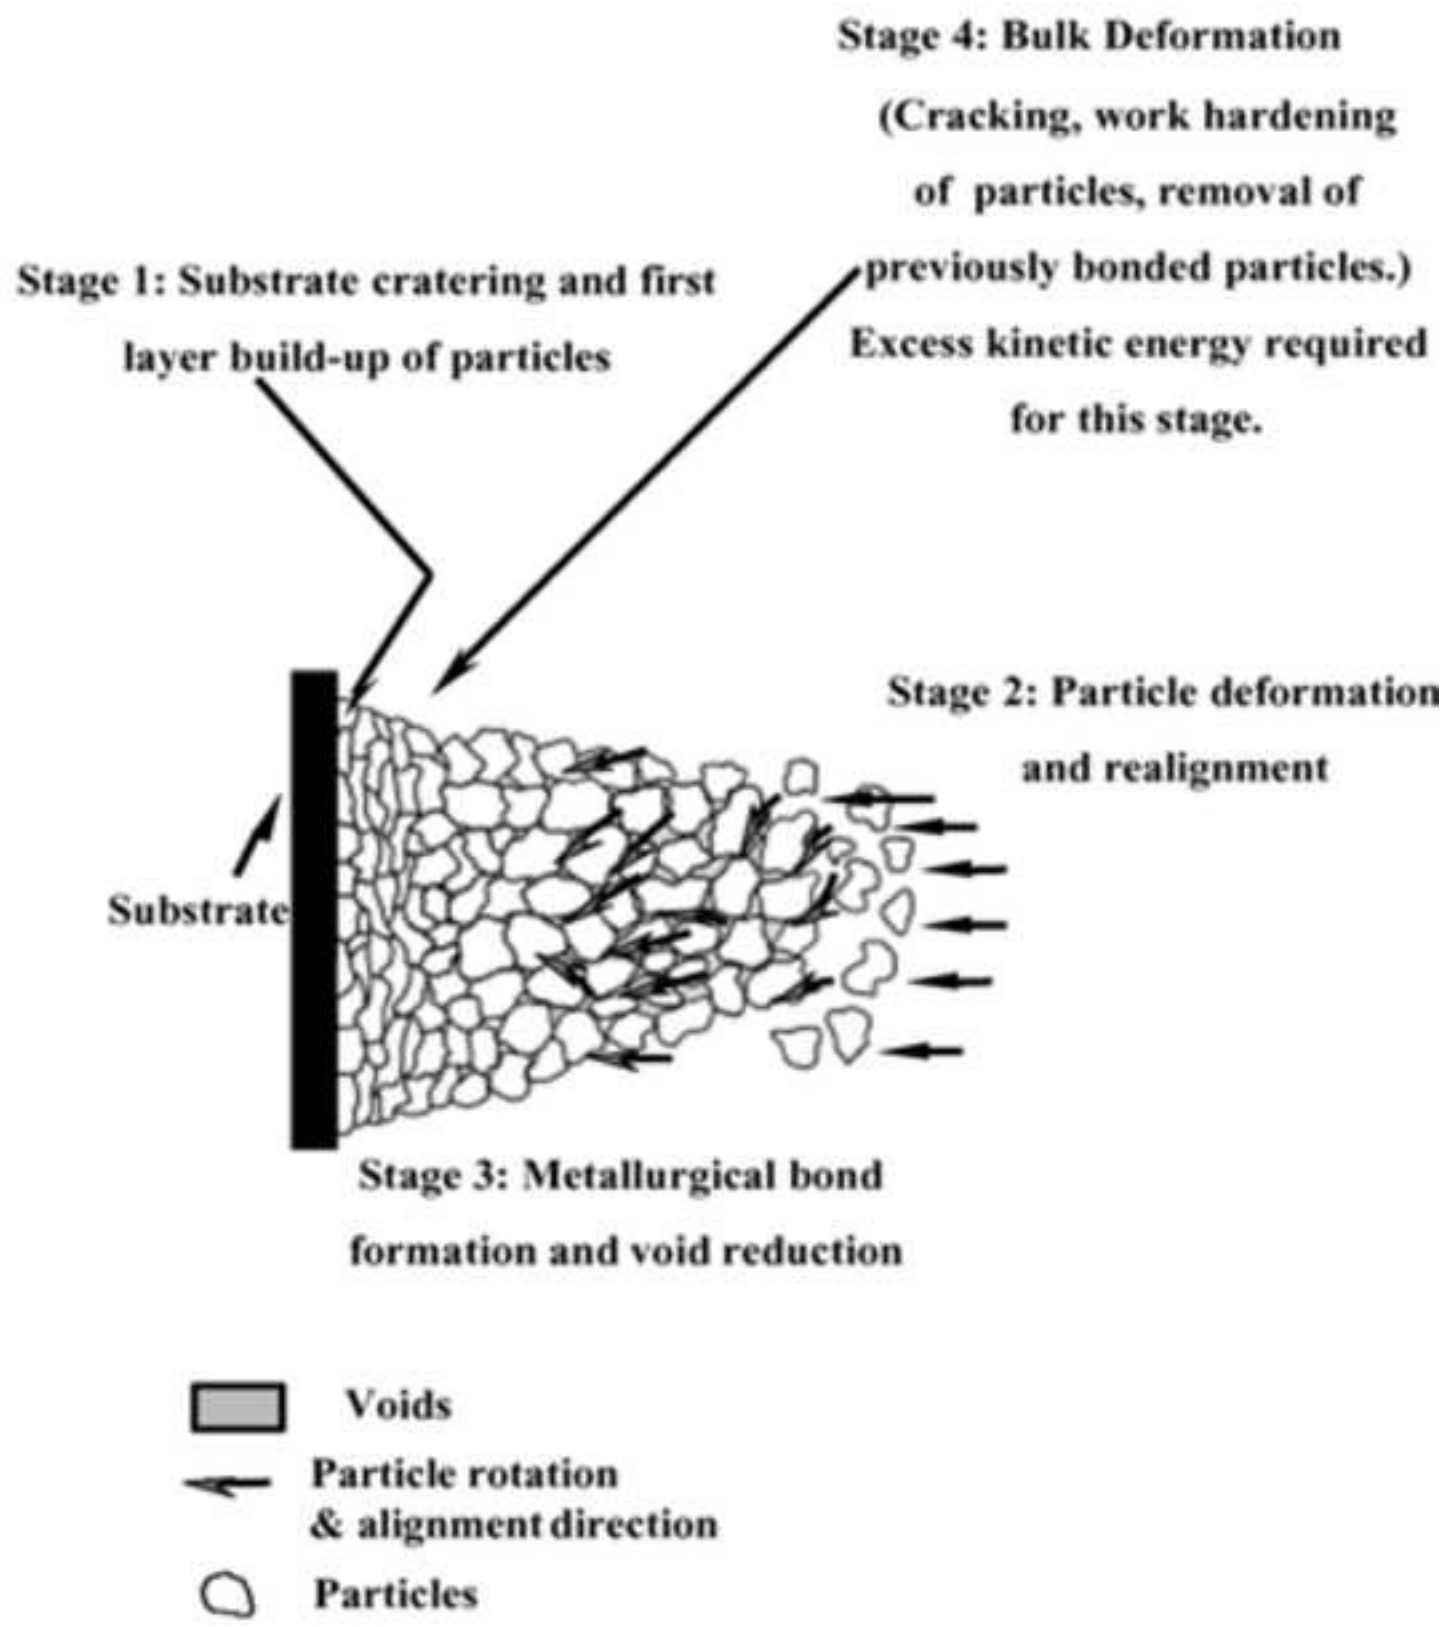 Stage 4: Bulk Deformation
(Cracking, work hardening
of particles, removal of
previously bonded particles.)
Excess kinetic energy required
for this stage.
Stage 1: Substrate cratering and first
layer build-up of particles
Stage 2: Particle deformation
and realignment
Substrate
Stage 3: Metallurgical bond
formation and void reduction
Voids
Particle rotation
& alignment direction
Particles